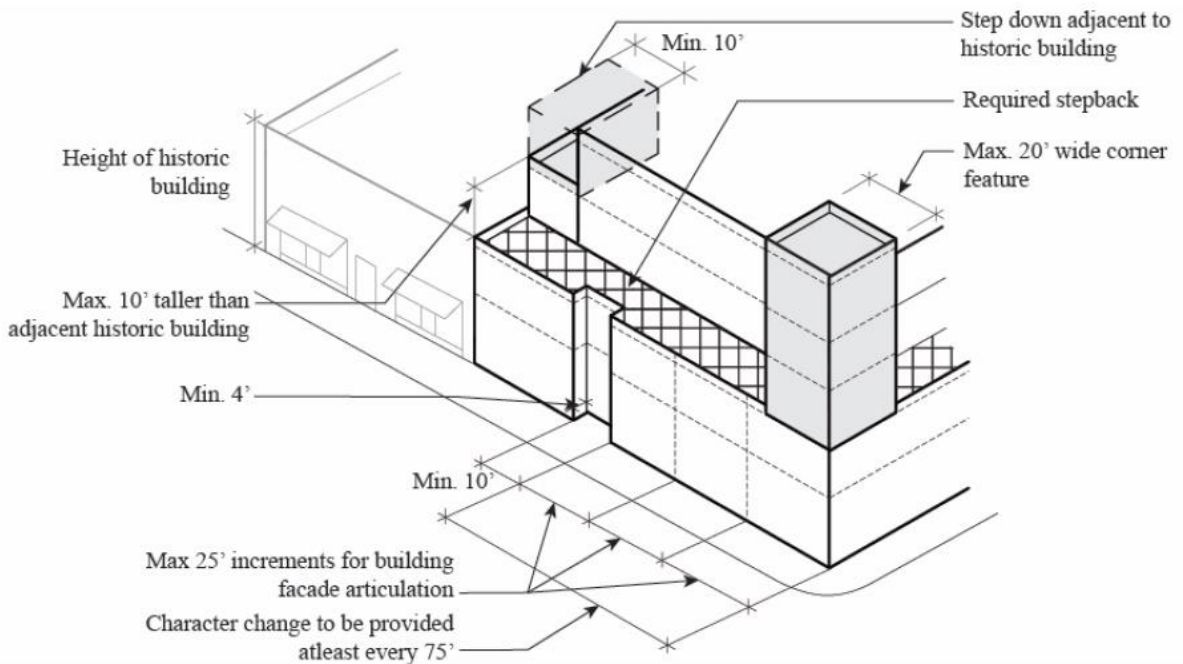 Step down adjacent to
historic building
Min. 10’
Required stepback
Max. 20’ wide corner
feature
Height of historic
building
Max. 10’ taller than
adjacent historic building
Min. 4’
Min. 10’
Max 25’ increments for building
facade articulation
Character change to be provided
atleast every 75’